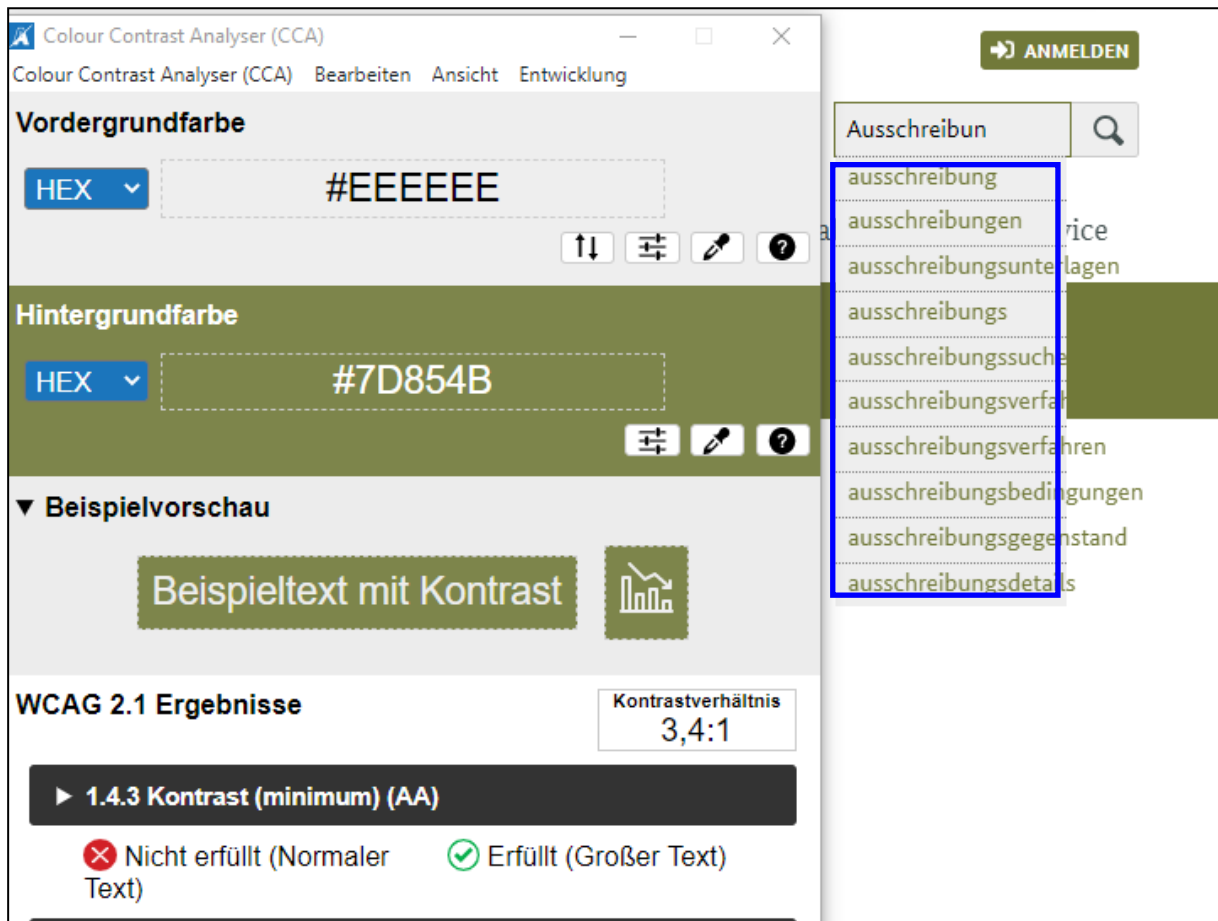 Colour Contrast Analyser (CCA)
Colour Contrast Analyser (CCA) Bearbeiten Ansicht Entwicklung
Vordergrundfarbe
HEX
#EEEEEE
Hintergrundfarbe
HEX
#7D854B
▼ Beispielvorschau
Beispieltext mit Kontrast
WCAG 2.1 Ergebnisse
Kontrastverhältnis
3,4:1
▶ 1.4.3 Kontrast (minimum) (AA)
Nicht erfüllt (Normaler
Text)
Erfüllt (Großer Text)
ANMELDEN
Ausschreibun
ausschreibung
ausschreibungen
ausschreibungsunterlagen
ausschreibungs
ausschreibungssuche
ausschreibungsverfah
ausschreibungsverfahren
ausschreibungsbedingungen
ausschreibungsgegenstand
ausschreibungsdetails